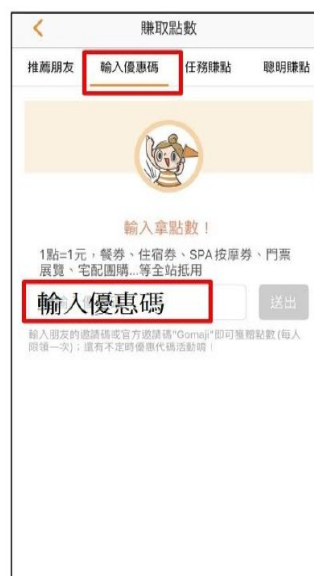 賺取點數
推薦朋友 輸入優惠碼 任務賺點 聰明賺點
輸入拿點數！
1點=1元，餐券、住宿券、SPA按摩券、門票
展覽、宅配團購...等全站抵用
輸入優惠碼 送出
輸入朋友的邀請碼或官方邀請碼"Gomaji"即可獲贈點數(每人
限領一次)；還有不定時優惠代碼活動唷！